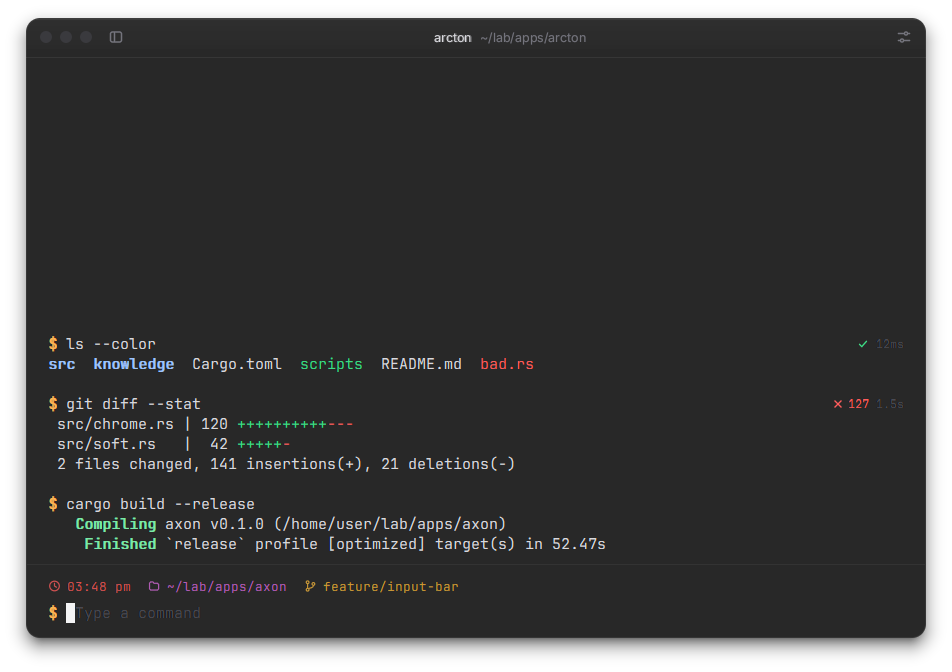 arcton ~/lab/apps/arcton
$ ls --color ✓ 12ms
src knowledge Cargo.toml scripts README.md bad.rs
$ git diff --stat × 127 1.5s
src/chrome.rs | 120 ++++++++++---
src/soft.rs | 42 +++++-
2 files changed, 141 insertions(+), 21 deletions(-)
$ cargo build --release
Compiling axon v0.1.0 (/home/user/lab/apps/axon)
Finished `release` profile [optimized] target(s) in 52.47s
03:48 pm ~/lab/apps/axon feature/input-bar
$ Type a command